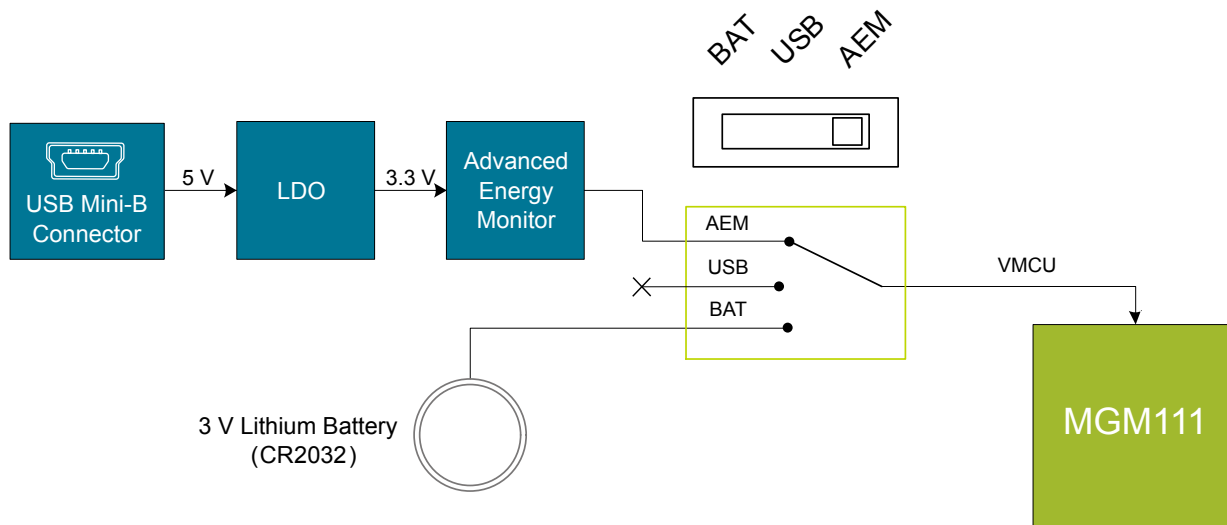 BAT
USB
AEM
USB Mini-B
Connector
5 V
LDO
3.3 V
Advanced
Energy
Monitor
AEM
USB
BAT
VMCU
3 V Lithium Battery
(CR2032)
MGM111